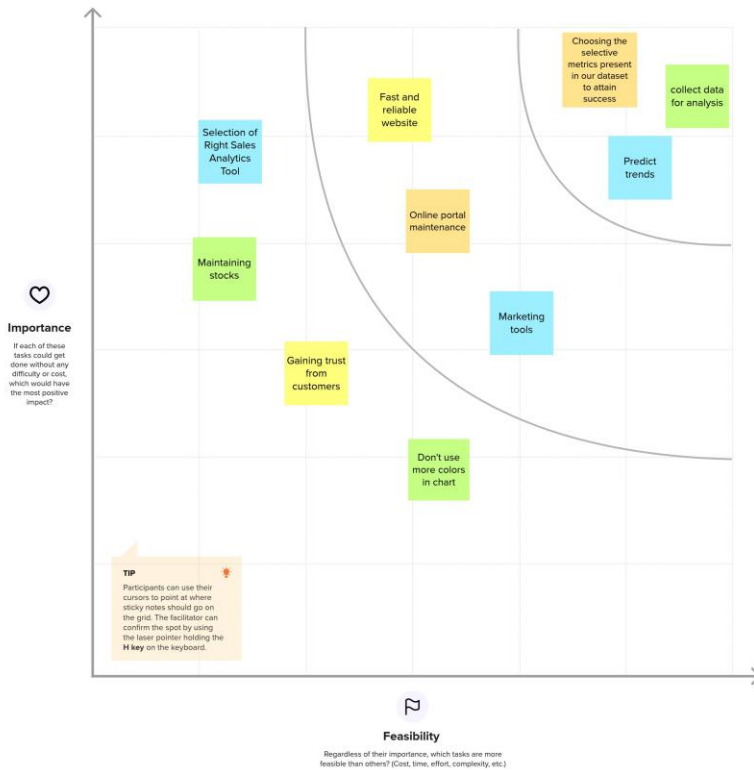 Choosing the
selective
metrics present
in our dataset
to attain
success
collect data
for analysis
Fast and
reliable
website
Selection of
Right Sales
Analytics
Tool
Predict
trends
Online portal
maintenance
Maintaining
stocks
Marketing
tools
Gaining trust
from
customers
Don't use
more colors
in chart
Importance
If each of these
tasks could get
done without any
difficulty or cost,
which would have
the most positive
impact?
TIP
Participants can use their
cursors to point at where
sticky notes should go on
the grid. The facilitator can
confirm the spot by using
the laser pointer holding the
H key on the keyboard.
Feasibility
Regardless of their importance, which tasks are more
feasible than others? (Cost, time, effort, complexity, etc.)